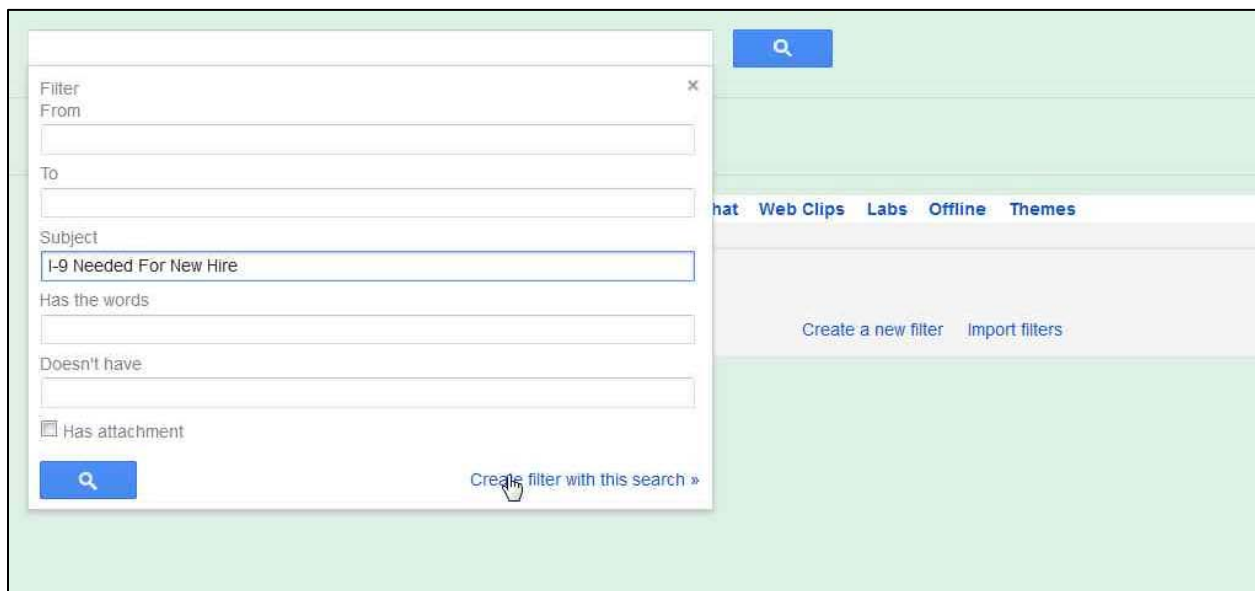 Filter
×
From
To
hat Web Clips Labs Offline Themes
Subject
I-9 Needed For New Hire
Has the words
Create a new filter Import filters
Doesn't have
Has attachment
Create filter with this search »